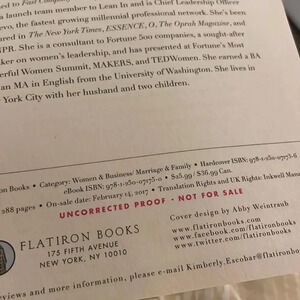 ed to Fast Company
a launch team member to Lean In and is Chief Leadership Officer
evo, the fastest growing millennial professional network. She's been
ured in The New York Times, ESSENCE, O, The Oprah Magazine, and
NPR. She is a consultant to Fortune 500 companies, a sought-after
aker on women's leadership, and has presented at Fortune's Most
erful Women Summit, MAKERS, and TEDWomen. She earned a BA
an MA in English from the University of Washington. She lives in
York City with her husband and two children.
on Books • Category: Women & Business/ Marriage & Family • Hardcover ISBN: 978-1-250-07173-6
eBook ISBN: 978-1-250-07175-0 • $25.99 / $36.99 Can.
288 pages • On-sale date: February 14, 2017 • Translation Rights and UK Rights: Inkwell Manag
UNCORRECTED PROOF - NOT FOR SALE
Cover design by Abby Weintraub
FLATIRON BOOKS
175 FIFTH AVENUE
NEW YORK, NY 10010
www.flatironbooks.com
www.facebook.com/flatironboo
www.twitter.com/flatironboo
views and more information, please e-mail Kimberly.Escobar@flatironbo